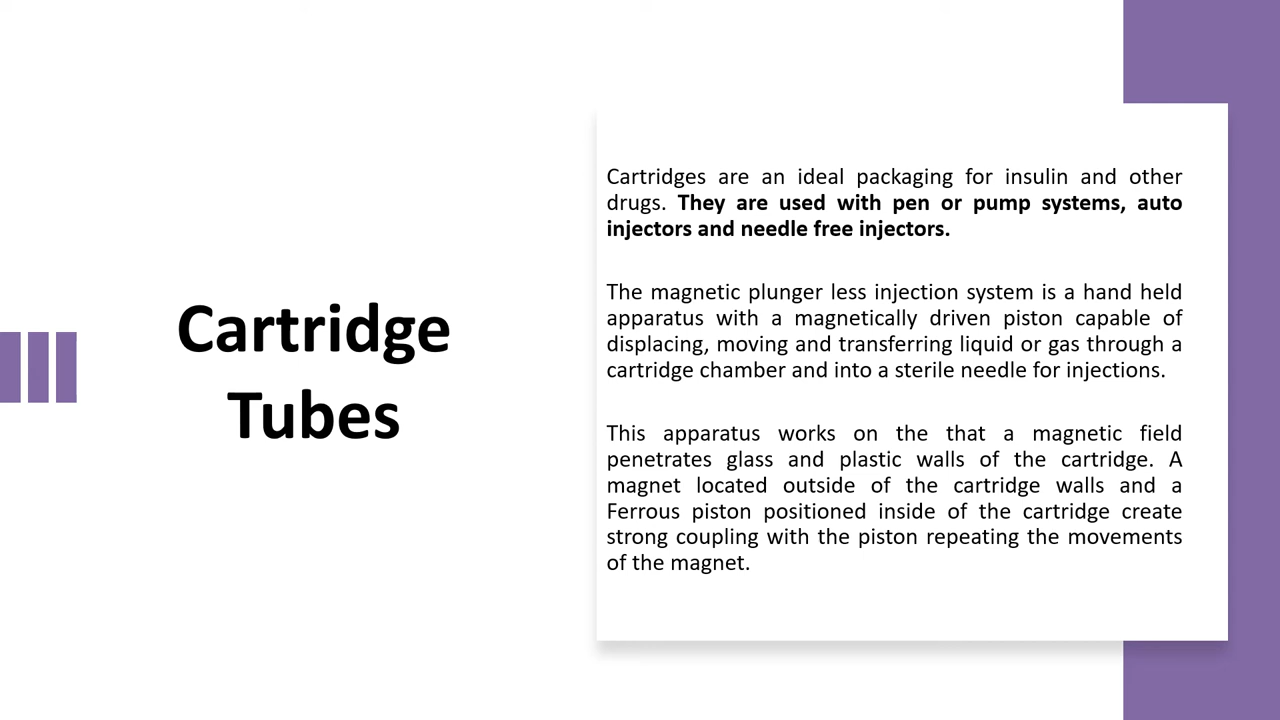 Cartridge
Tubes
Cartridges are an ideal packaging for insulin and other
drugs. They are used with pen or pump systems, auto
injectors and needle free injectors.
The magnetic plunger less injection system is a hand held
apparatus with a magnetically driven piston capable of
displacing, moving and transferring liquid or gas through a
cartridge chamber and into a sterile needle for injections.
This apparatus works on the that a magnetic field
penetrates glass and plastic walls of the cartridge. A
magnet located outside of the cartridge walls and a
Ferrous piston positioned inside of the cartridge create
strong coupling with the piston repeating the movements
of the magnet.